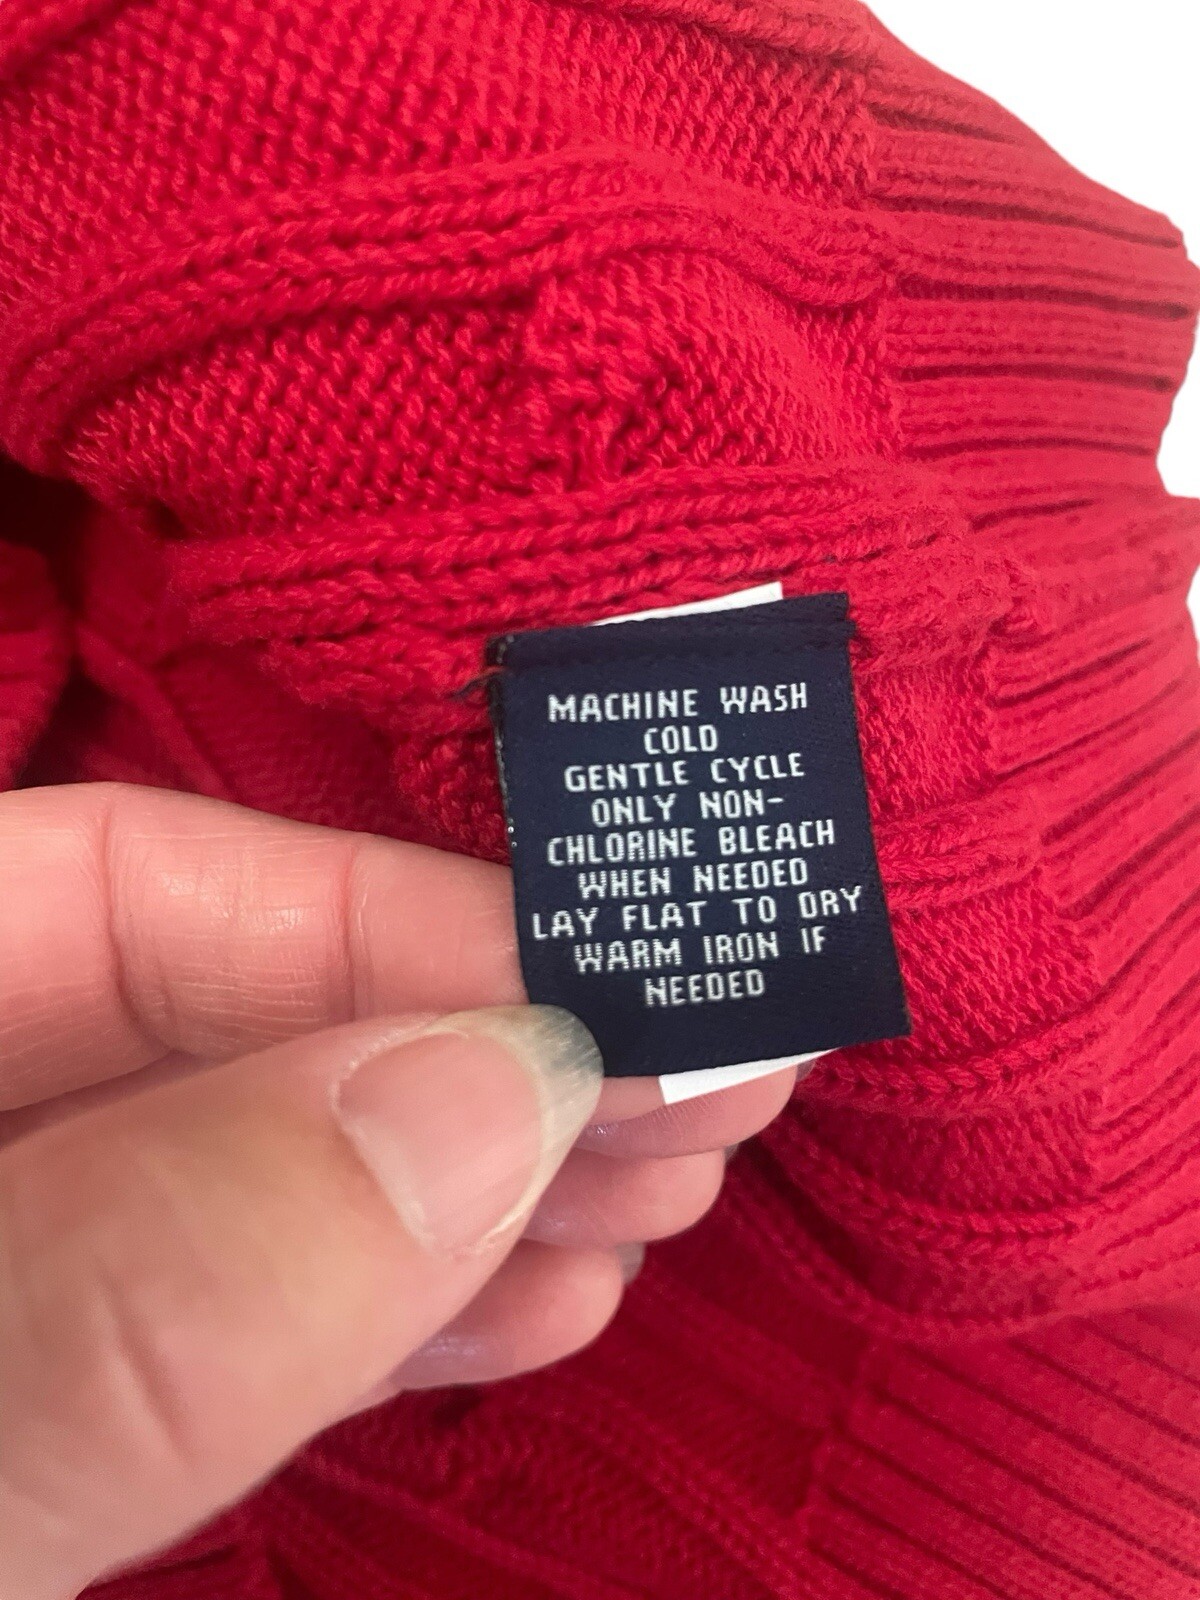 MACHINE WASH
COLD
GENTLE CYCLE
ONLY NON-
CHLORINE BLEACH
WHEN NEEDED
LAY FLAT TO DRY
WARM IRON IF
NEEDED